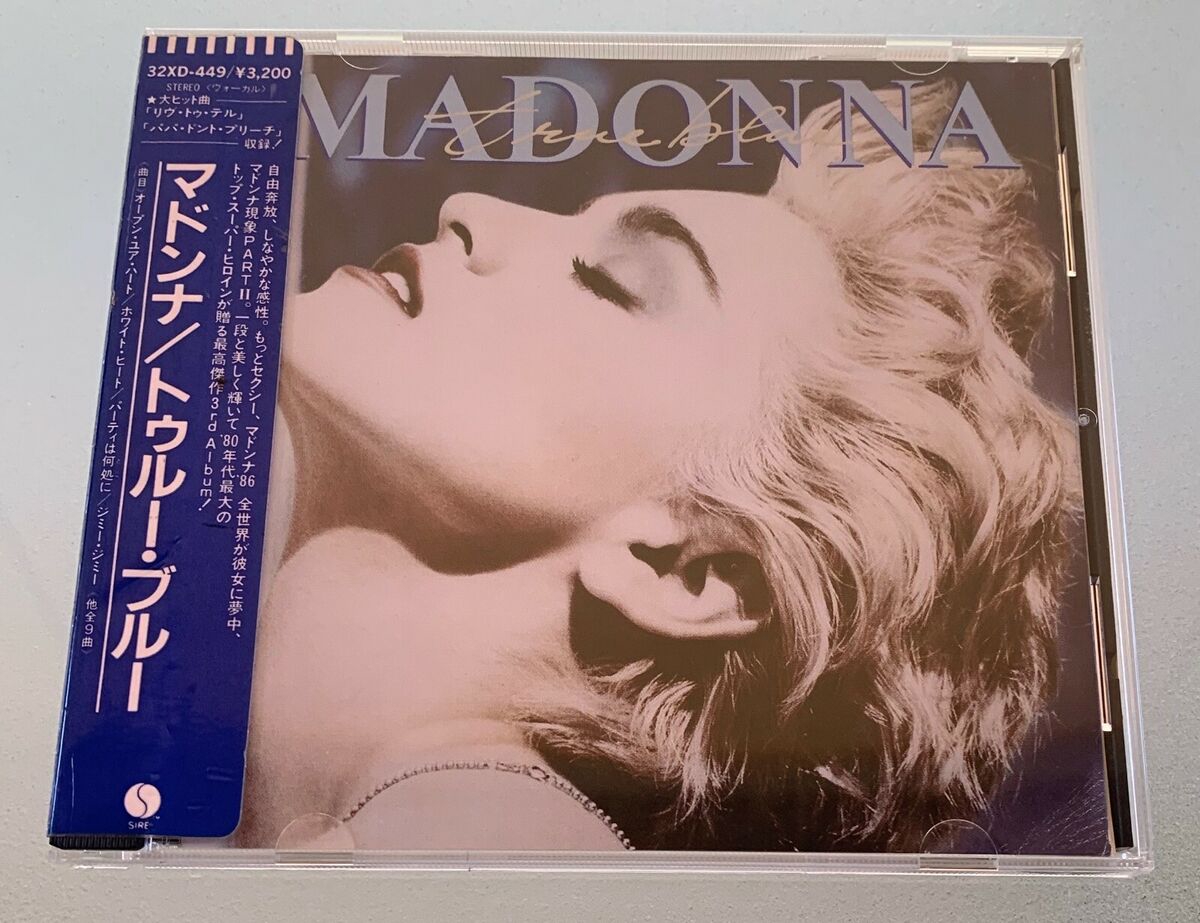 32XD-449/¥3,200
STEREO〈ヴォーカル〉
★大ヒット曲
「リヴ・トゥ・テル」
「パパ・ドント・プリーチ」
収録!
自由奔放、しなやかな感性。もっとセクシー、マドンナ'86 全世界が彼女に夢中、
マドンナ現象PARTⅡ。一段と美しく輝いて'80年代最大の
トップ・スーパー・ヒロインが贈る最高傑作3rd Album!
マドンナ/トゥルー・ブルー
〈曲目〉オープン・ユア・ハート/ホワイト・ヒート/パーティは何処に/ジミー・ジミー〈他全9曲〉
SIRE
MADONNA
true blue